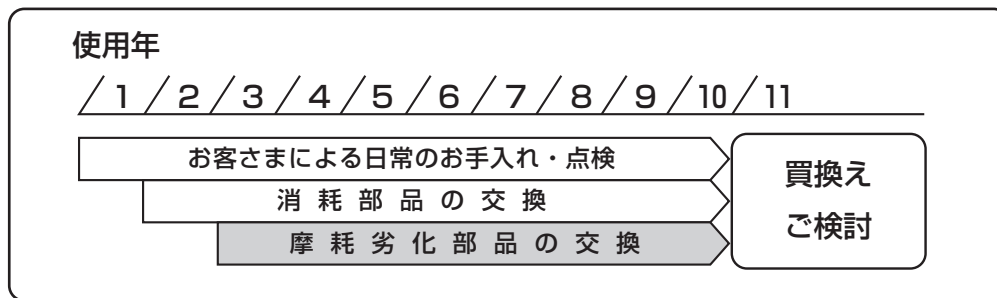 使用年
1 2 3 4 5 6 7 8 9 10 11
お客さまによる日常のお手入れ・点検
消耗部品の交換
摩耗劣化部品の交換
買換え
ご検討